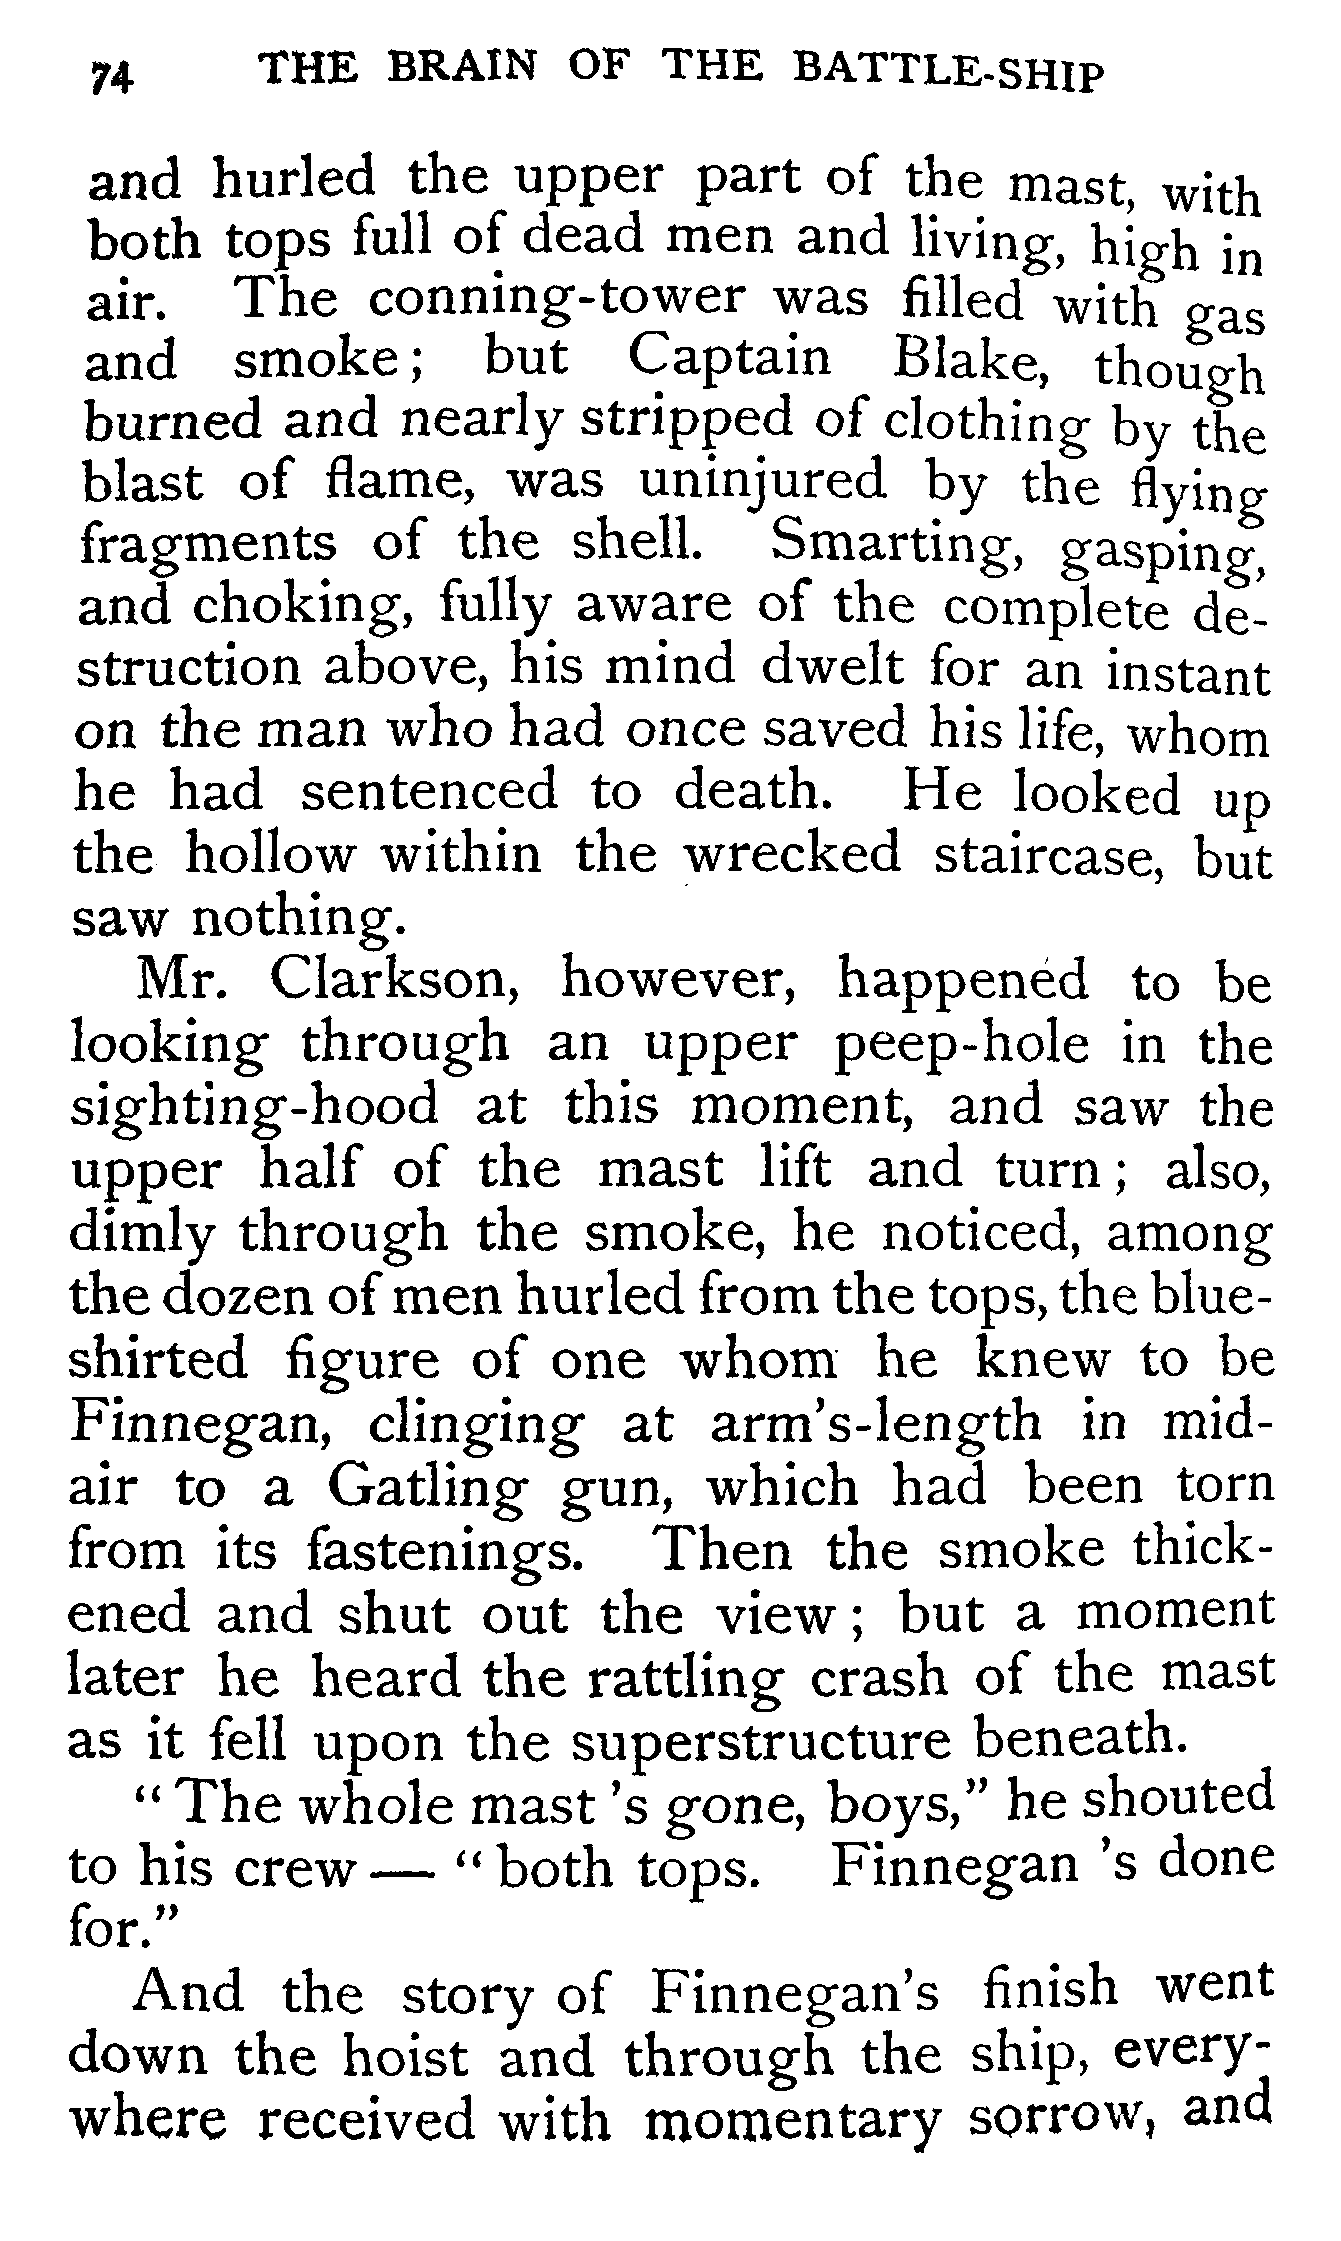 74 THE BRAIN OF THE BATTLE-SHIP
and hurled the upper part of the mast, with
both tops full of dead men and living, high in
air. The conning-tower was filled with gas
and smoke; but Captain Blake, though
burned and nearly stripped of clothing by the
blast of flame, was uninjured by the flying
fragments of the shell. Smarting, gasping,
and choking, fully aware of the complete de-
struction above, his mind dwelt for an instant
on the man who had once saved his life, whom
he had sentenced to death. He looked up
the hollow within the wrecked staircase, but
saw nothing.
Mr. Clarkson, however, happened to be
looking through an upper peep-hole in the
sighting-hood at this moment, and saw the
upper half of the mast lift and turn; also,
dimly through the smoke, he noticed, among
the dozen of men hurled from the tops, the blue-
shirted figure of one whom he knew to be
Finnegan, clinging at arm's-length in mid-
air to a Gatling gun, which had been torn
from its fastenings. Then the smoke thick-
ened and shut out the view; but a moment
later he heard the rattling crash of the mast
as it fell upon the superstructure beneath.
“The whole mast 's gone, boys,” he shouted
to his crew — “both tops. Finnegan 's done
for.”
And the story of Finnegan's finish went
down the hoist and through the ship, every-
where received with momentary sorrow, and